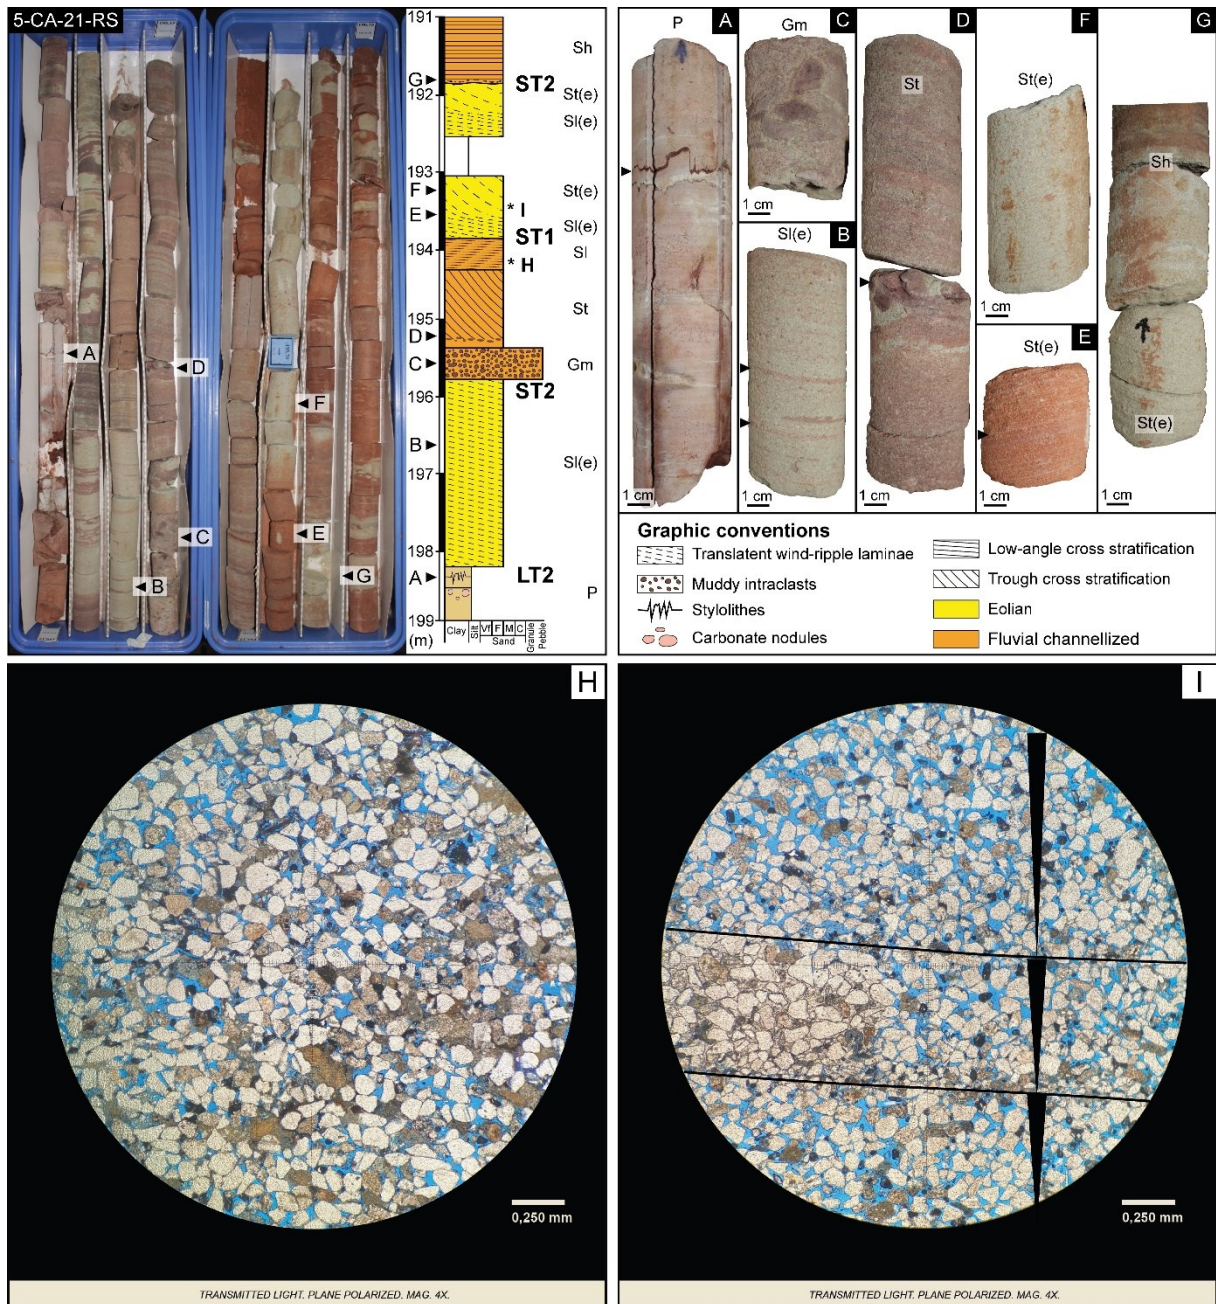 5-CA-21-RS
A
B
C
D
E
F
G
191
192
193
194
195
196
197
198
199
(m)
G
F
E
D
C
B
A
ST2
ST1
ST2
LT2
* I
* H
Sh
St(e)
Sl(e)
St(e)
Sl(e)
Sl
St
Gm
Sl(e)
P
Clay
Silt
Vf F M C
Sand
Granule
Pebble
P A
1 cm
Gm C
1 cm
Sl(e) B
1 cm
D
St
1 cm
F
St(e)
1 cm
E
St(e)
1 cm
G
Sh
St(e)
1 cm
Graphic conventions
Translatent wind-ripple laminae
Muddy intraclasts
Stylolithes
Carbonate nodules
Low-angle cross stratification
Trough cross stratification
Eolian
Fluvial channellized
H
0,250 mm
TRANSMITTED LIGHT. PLANE POLARIZED. MAG. 4X.
I
0,250 mm
TRANSMITTED LIGHT. PLANE POLARIZED. MAG. 4X.